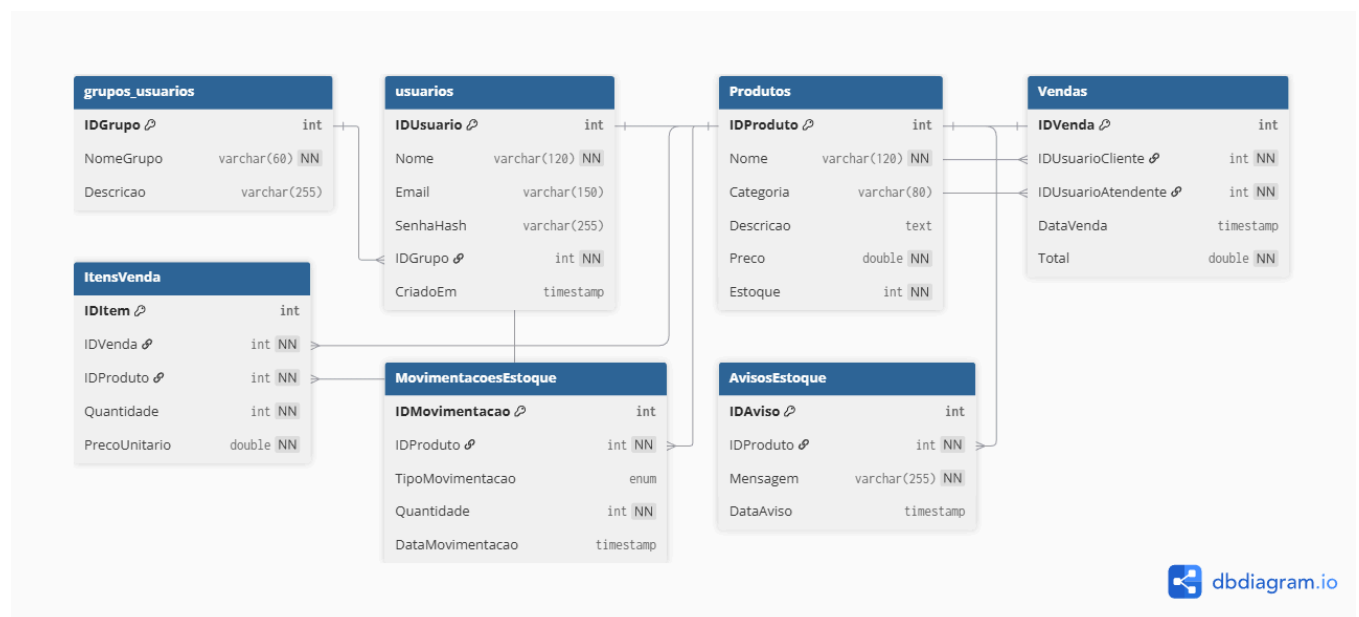 grupos_usuarios
IDGrupo int
NomeGrupo varchar(60) NN
Descricao varchar(255)
usuarios
IDUsuario int
Nome varchar(120) NN
Email varchar(150)
SenhaHash varchar(255)
IDGrupo int NN
CriadoEm timestamp
Produtos
IDProduto int
Nome varchar(120) NN
Categoria varchar(80)
Descricao text
Preco double NN
Estoque int NN
Vendas
IDVenda int
IDUsuarioCliente int NN
IDUsuarioAtendente int NN
DataVenda timestamp
Total double NN
ItensVenda
IDItem int
IDVenda int NN
IDProduto int NN
Quantidade int NN
PrecoUnitario double NN
MovimentacoesEstoque
IDMovimentacao int
IDProduto int NN
TipoMovimentacao enum
Quantidade int NN
DataMovimentacao timestamp
AvisosEstoque
IDAviso int
IDProduto int NN
Mensagem varchar(255) NN
DataAviso timestamp
dbdiagram.io